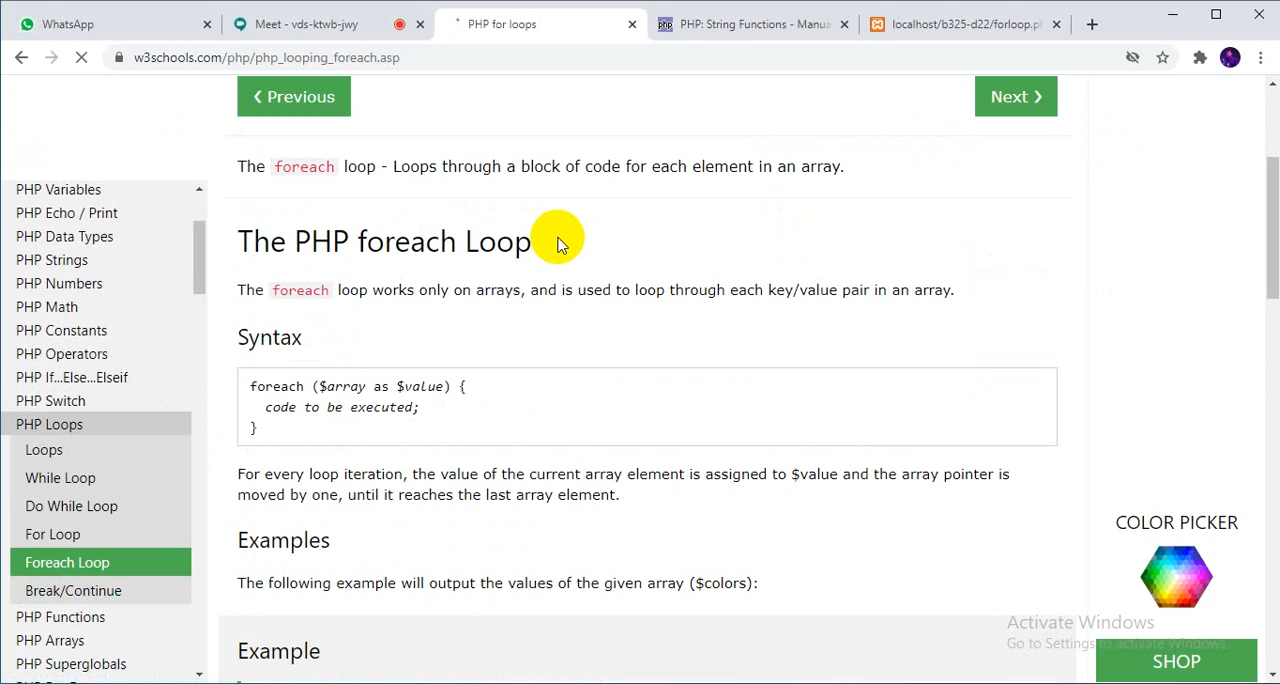 WhatsApp
Meet - vds-ktwb-jwy
PHP for loops
PHP: String Functions - Manua
localhost/b325-d22/forloop.ph
w3schools.com/php/php_looping_foreach.asp
❮ Previous
Next ❯
The foreach loop - Loops through a block of code for each element in an array.
The PHP foreach Loop
The foreach loop works only on arrays, and is used to loop through each key/value pair in an array.
Syntax
foreach ($array as $value) {
code to be executed;
}
For every loop iteration, the value of the current array element is assigned to $value and the array pointer is
moved by one, until it reaches the last array element.
Examples
The following example will output the values of the given array ($colors):
Example
PHP Variables
PHP Echo / Print
PHP Data Types
PHP Strings
PHP Numbers
PHP Math
PHP Constants
PHP Operators
PHP If...Else...Elseif
PHP Switch
PHP Loops
Loops
While Loop
Do While Loop
For Loop
Foreach Loop
Break/Continue
PHP Functions
PHP Arrays
PHP Superglobals
COLOR PICKER
Activate Windows
Go to Settings to activate Windows.
SHOP